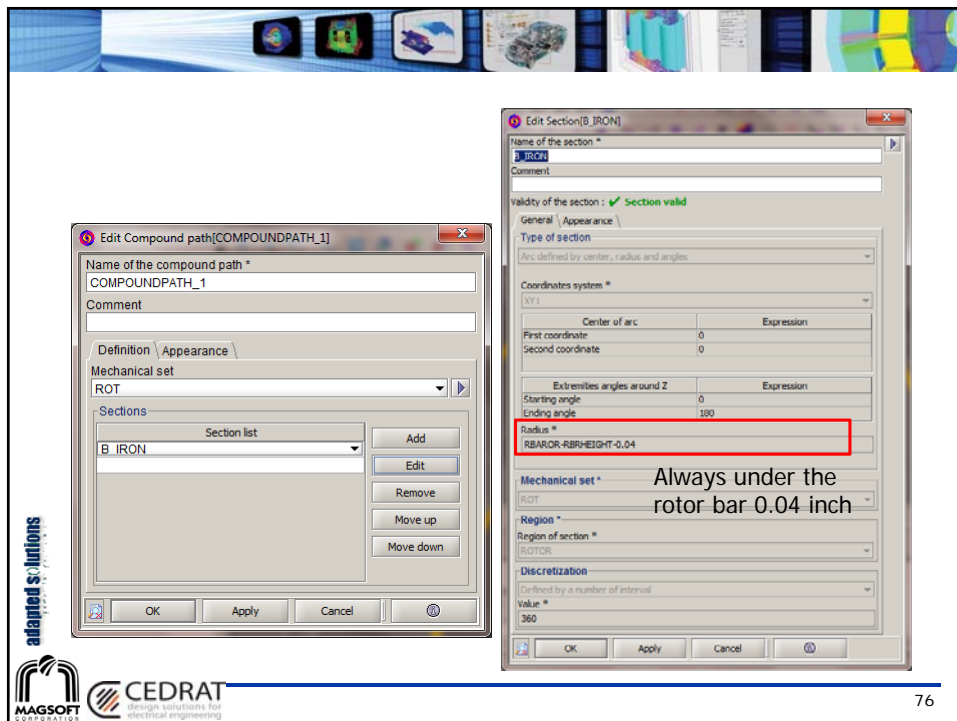 Edit Compound path[COMPOUNDPATH_1]
Name of the compound path *
COMPOUNDPATH_1
Comment
Definition Appearance
Mechanical set
ROT
Sections
Section list
B_IRON
Add
Edit
Remove
Move up
Move down
OK Apply Cancel
Edit Section[B_IRON]
Name of the section *
B_IRON
Comment
Validity of the section : Section valid
General Appearance
Type of section
Arc defined by center, radius and angles
Coordinates system *
XY1
Center of arc Expression
First coordinate 0
Second coordinate 0
Extremities angles around Z Expression
Starting angle 0
Ending angle 180
Radius *
RBAROR-RBRHEIGHT-0.04
Always under the
rotor bar 0.04 inch
Mechanical set *
ROT
Region *
Region of section *
ROTOR
Discretization
Defined by a number of interval
Value *
360
OK Apply Cancel
adapted solutions
MAGSOFT
CORPORATION
CEDRAT
design solutions for
electrical engineering
76